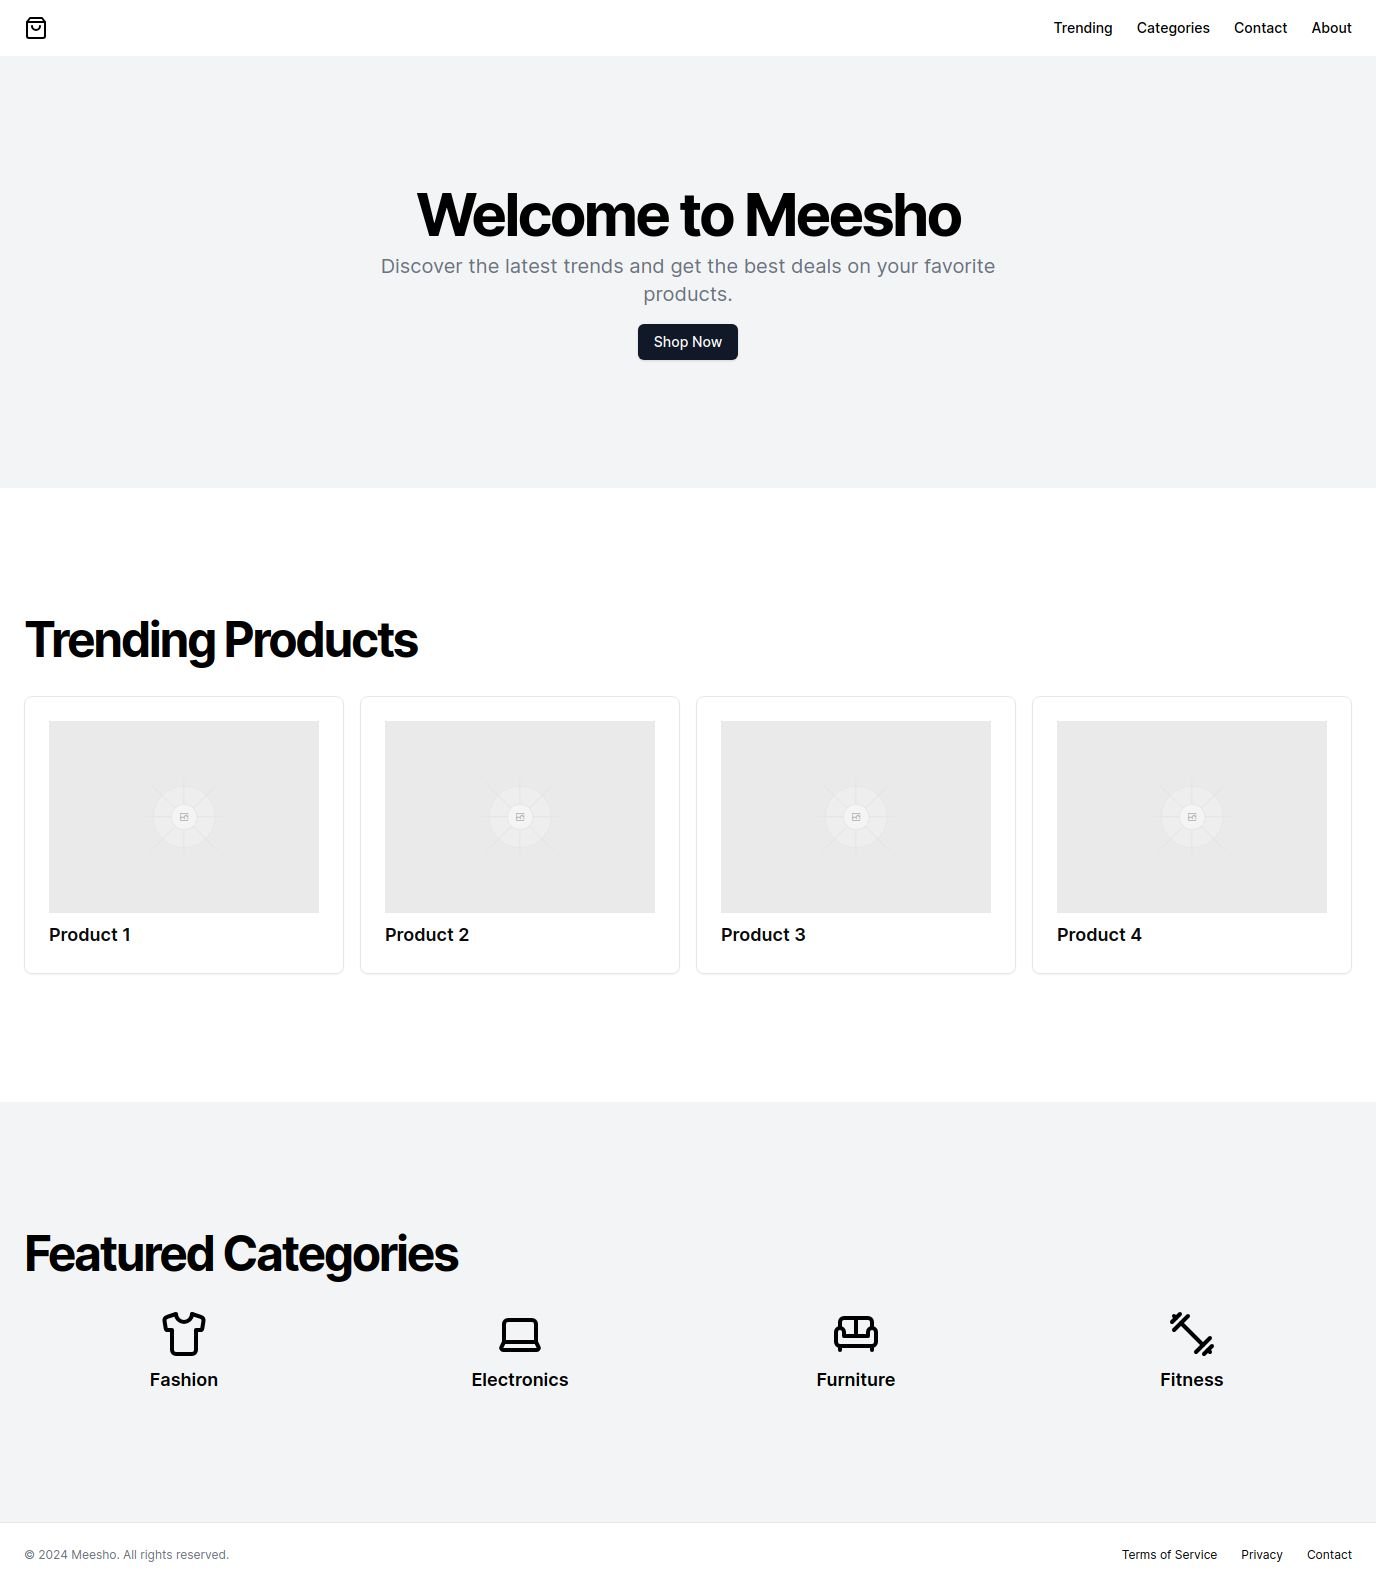 Trending
Categories
Contact
About
Welcome to Meesho
Discover the latest trends and get the best deals on your favorite
products.
Shop Now
Trending Products
Product 1
Product 2
Product 3
Product 4
Featured Categories
Fashion
Electronics
Furniture
Fitness
© 2024 Meesho. All rights reserved.
Terms of Service
Privacy
Contact